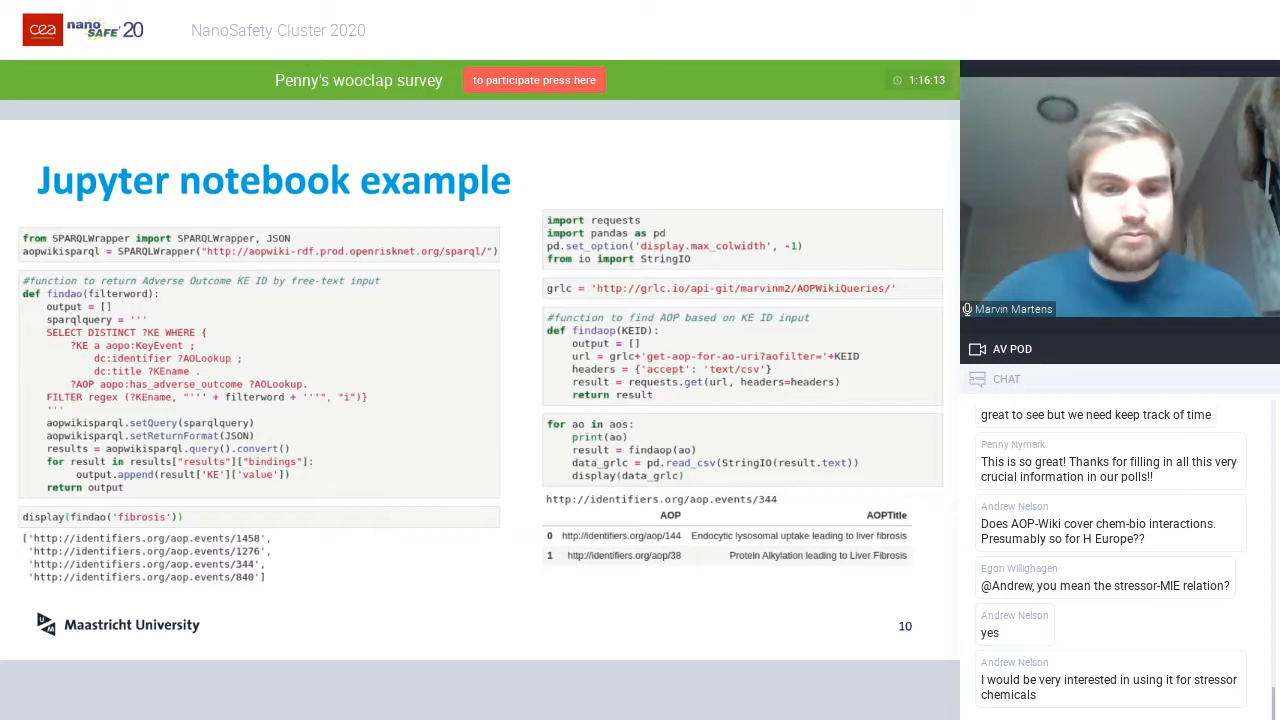 cea nano SAFE' 20
NanoSafety Cluster 2020
Penny's wooclap survey
to participate press here
1:16:13
Jupyter notebook example
from SPARQLWrapper import SPARQLWrapper, JSON
aopwikisparql = SPARQLWrapper("http://aopwiki-rdf.prod.openrisknet.org/sparql/")
#function to return Adverse Outcome KE ID by free-text input
def findao(filterword):
output = []
sparqlquery = '''
SELECT DISTINCT ?KE WHERE {
?KE a aopo:KeyEvent ;
dc:identifier ?AOLookup ;
dc:title ?KEname .
?AOP aopo:has_adverse_outcome ?AOLookup.
FILTER regex (?KEname, "''' + filterword + '''", "i")}
'''
aopwikisparql.setQuery(sparqlquery)
aopwikisparql.setReturnFormat(JSON)
results = aopwikisparql.query().convert()
for result in results["results"]["bindings"]:
output.append(result['KE']['value'])
return output
display(findao('fibrosis'))
['http://identifiers.org/aop.events/1458',
'http://identifiers.org/aop.events/1276',
'http://identifiers.org/aop.events/344',
'http://identifiers.org/aop.events/840']
import requests
import pandas as pd
pd.set_option('display.max_colwidth', -1)
from io import StringIO
grlc = 'http://grlc.io/api-git/marvinm2/AOPWikiQueries/'
#function to find AOP based on KE ID input
def findaop(KEID):
output = []
url = grlc+'get-aop-for-ao-uri?aofilter='+KEID
headers = {'accept': 'text/csv'}
result = requests.get(url, headers=headers)
return result
for ao in aos:
print(ao)
result = findaop(ao)
data_grlc = pd.read_csv(StringIO(result.text))
display(data_grlc)
http://identifiers.org/aop.events/344
AOP AOPTitle
0 http://identifiers.org/aop/144 Endocytic lysosomal uptake leading to liver fibrosis
1 http://identifiers.org/aop/38 Protein Alkylation leading to Liver Fibrosis
UM Maastricht University
10
Marvin Martens
AV POD
CHAT
great to see but we need keep track of time
Penny Nymark
This is so great! Thanks for filling in all this very
crucial information in our polls!!
Andrew Nelson
Does AOP-Wiki cover chem-bio interactions.
Presumably so for H Europe??
Egon Willighagen
@Andrew, you mean the stressor-MIE relation?
Andrew Nelson
yes
Andrew Nelson
I would be very interested in using it for stressor
chemicals